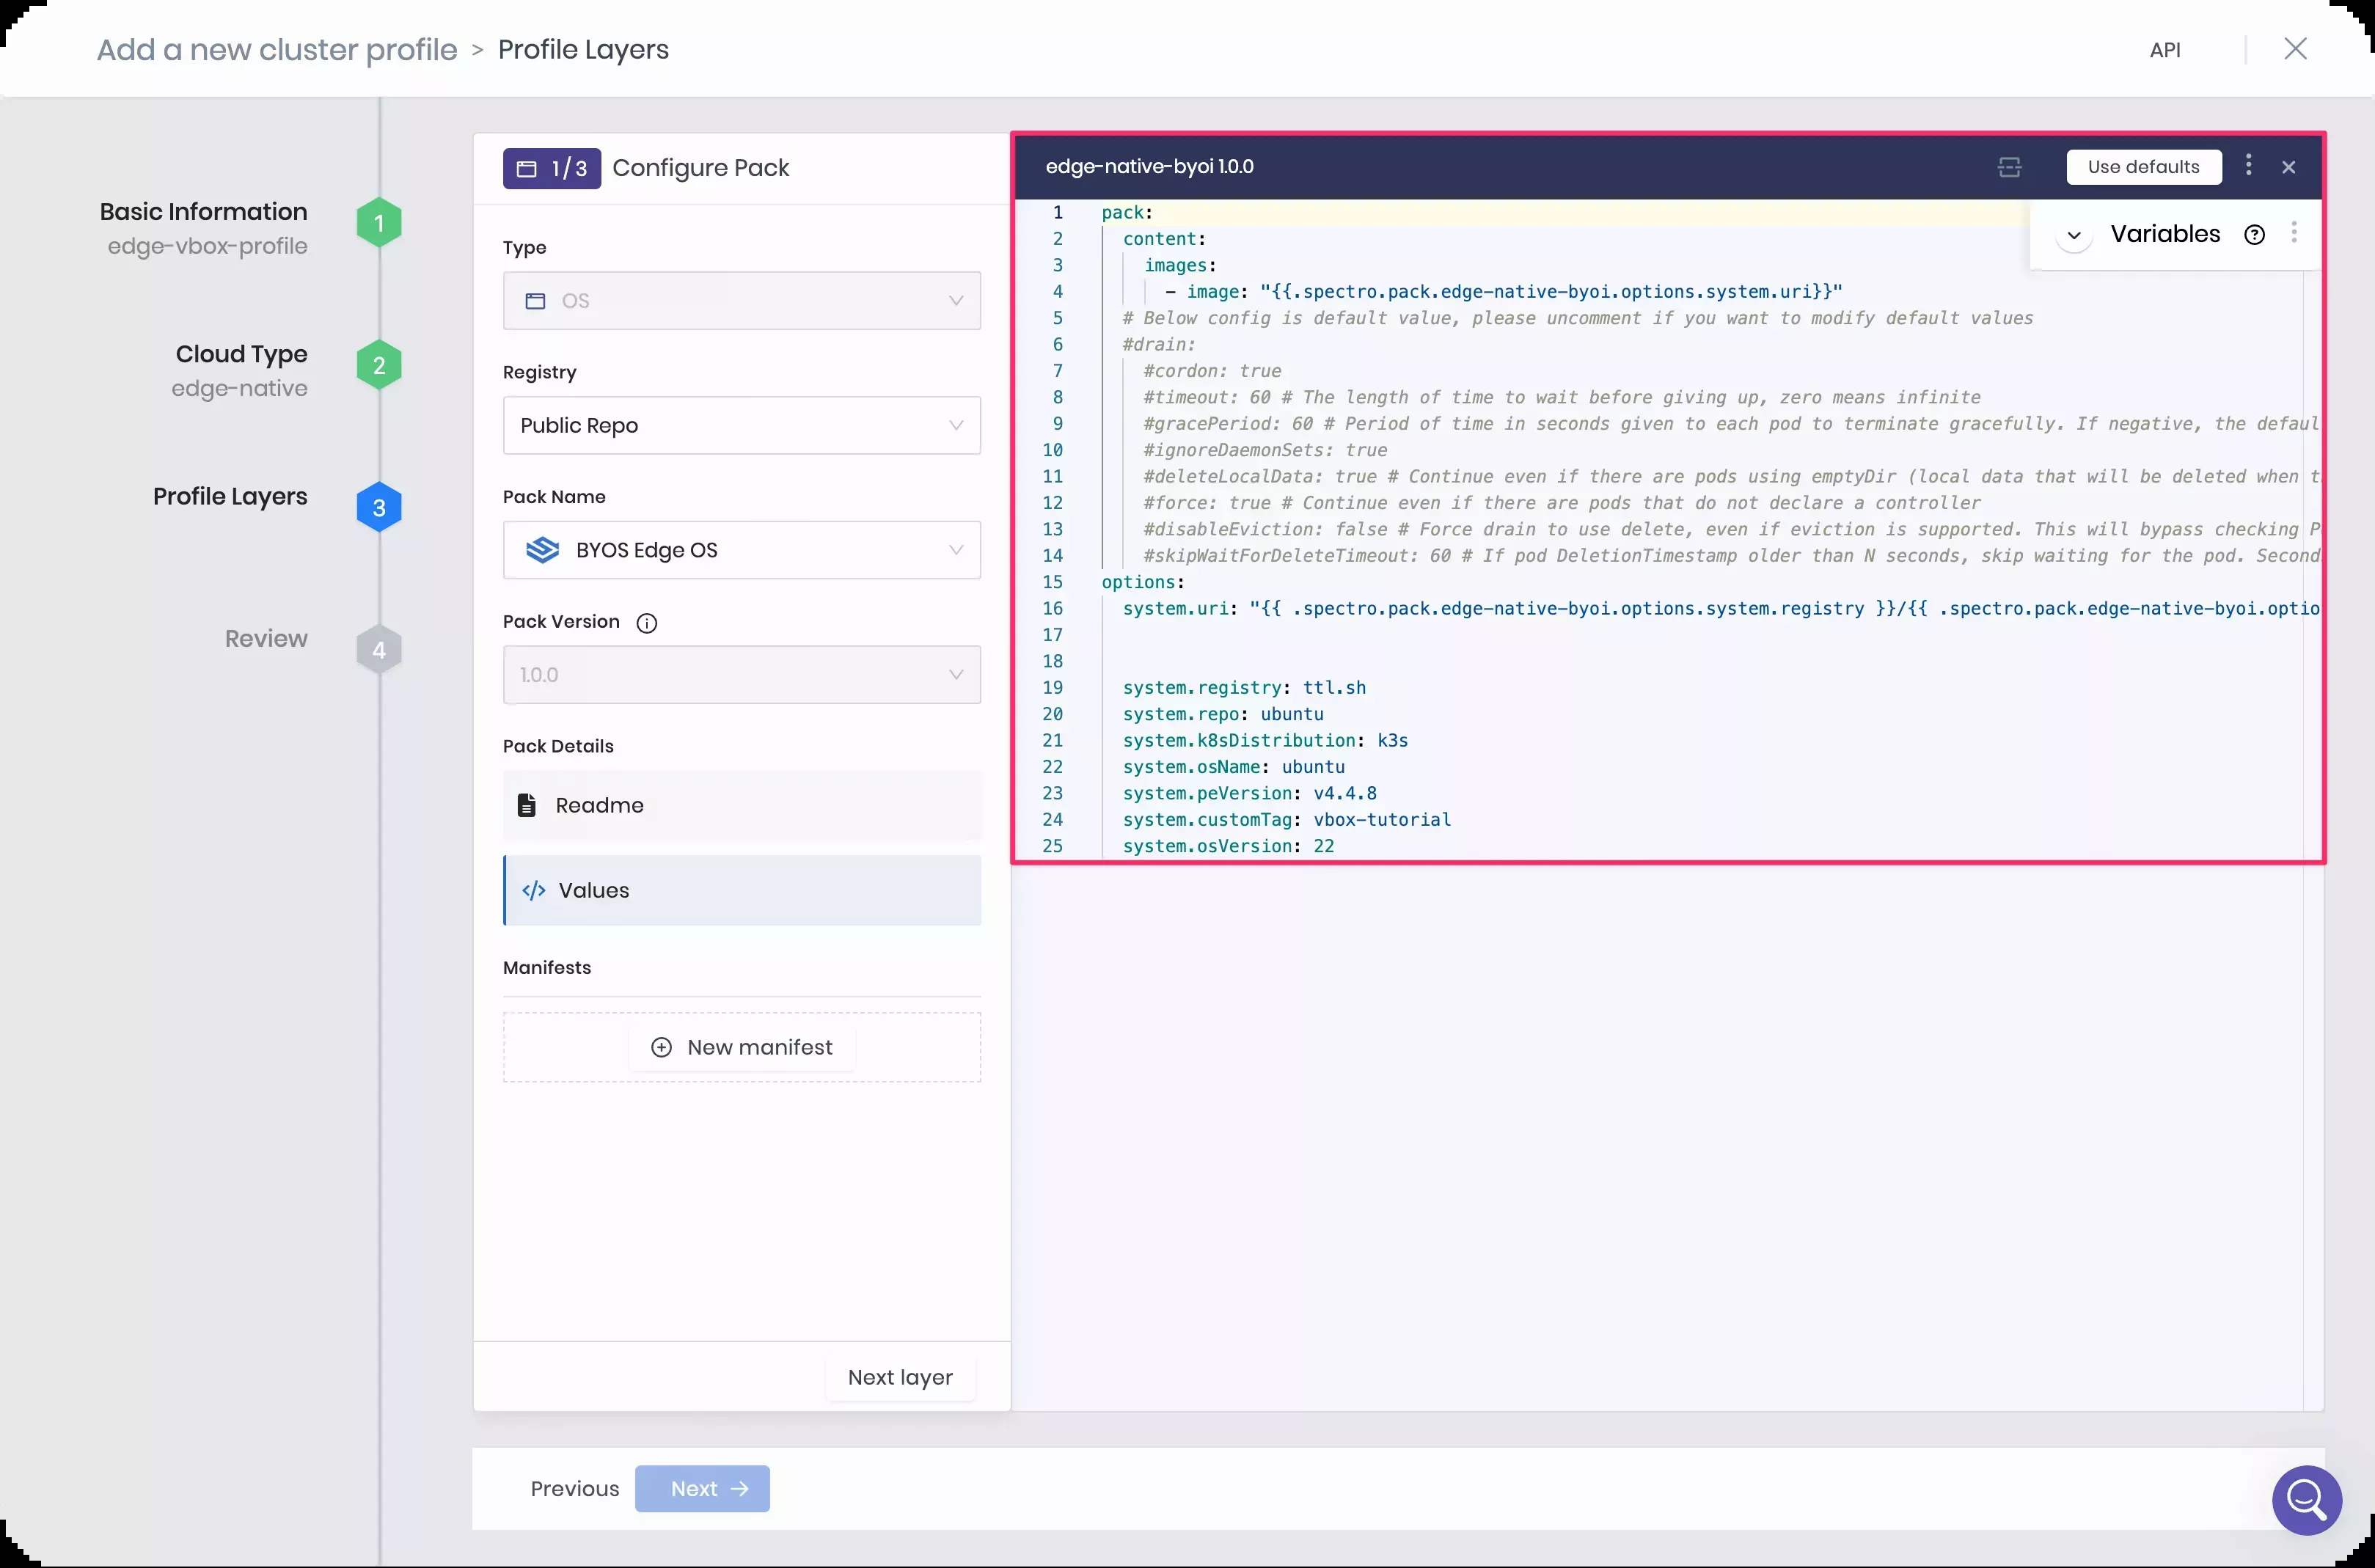 Add a new cluster profile > Profile Layers
API
Basic Information
edge-vbox-profile
1
Cloud Type
edge-native
2
Profile Layers
3
Review
4
1/3 Configure Pack
Type
OS
Registry
Public Repo
Pack Name
BYOS Edge OS
Pack Version
1.0.0
Pack Details
Readme
</> Values
Manifests
New manifest
Next layer
edge-native-byoi 1.0.0
Use defaults
Variables
1 pack:
2 content:
3 images:
4 - image: "{{.spectro.pack.edge-native-byoi.options.system.uri}}"
5 # Below config is default value, please uncomment if you want to modify default values
6 #drain:
7 #cordon: true
8 #timeout: 60 # The length of time to wait before giving up, zero means infinite
9 #gracePeriod: 60 # Period of time in seconds given to each pod to terminate gracefully. If negative, the defaul
10 #ignoreDaemonSets: true
11 #deleteLocalData: true # Continue even if there are pods using emptyDir (local data that will be deleted when t
12 #force: true # Continue even if there are pods that do not declare a controller
13 #disableEviction: false # Force drain to use delete, even if eviction is supported. This will bypass checking P
14 #skipWaitForDeleteTimeout: 60 # If pod DeletionTimestamp older than N seconds, skip waiting for the pod. Second
15 options:
16 system.uri: "{{ .spectro.pack.edge-native-byoi.options.system.registry }}/{{ .spectro.pack.edge-native-byoi.optio
17
18
19 system.registry: ttl.sh
20 system.repo: ubuntu
21 system.k8sDistribution: k3s
22 system.osName: ubuntu
23 system.peVersion: v4.4.8
24 system.customTag: vbox-tutorial
25 system.osVersion: 22
Previous
Next →